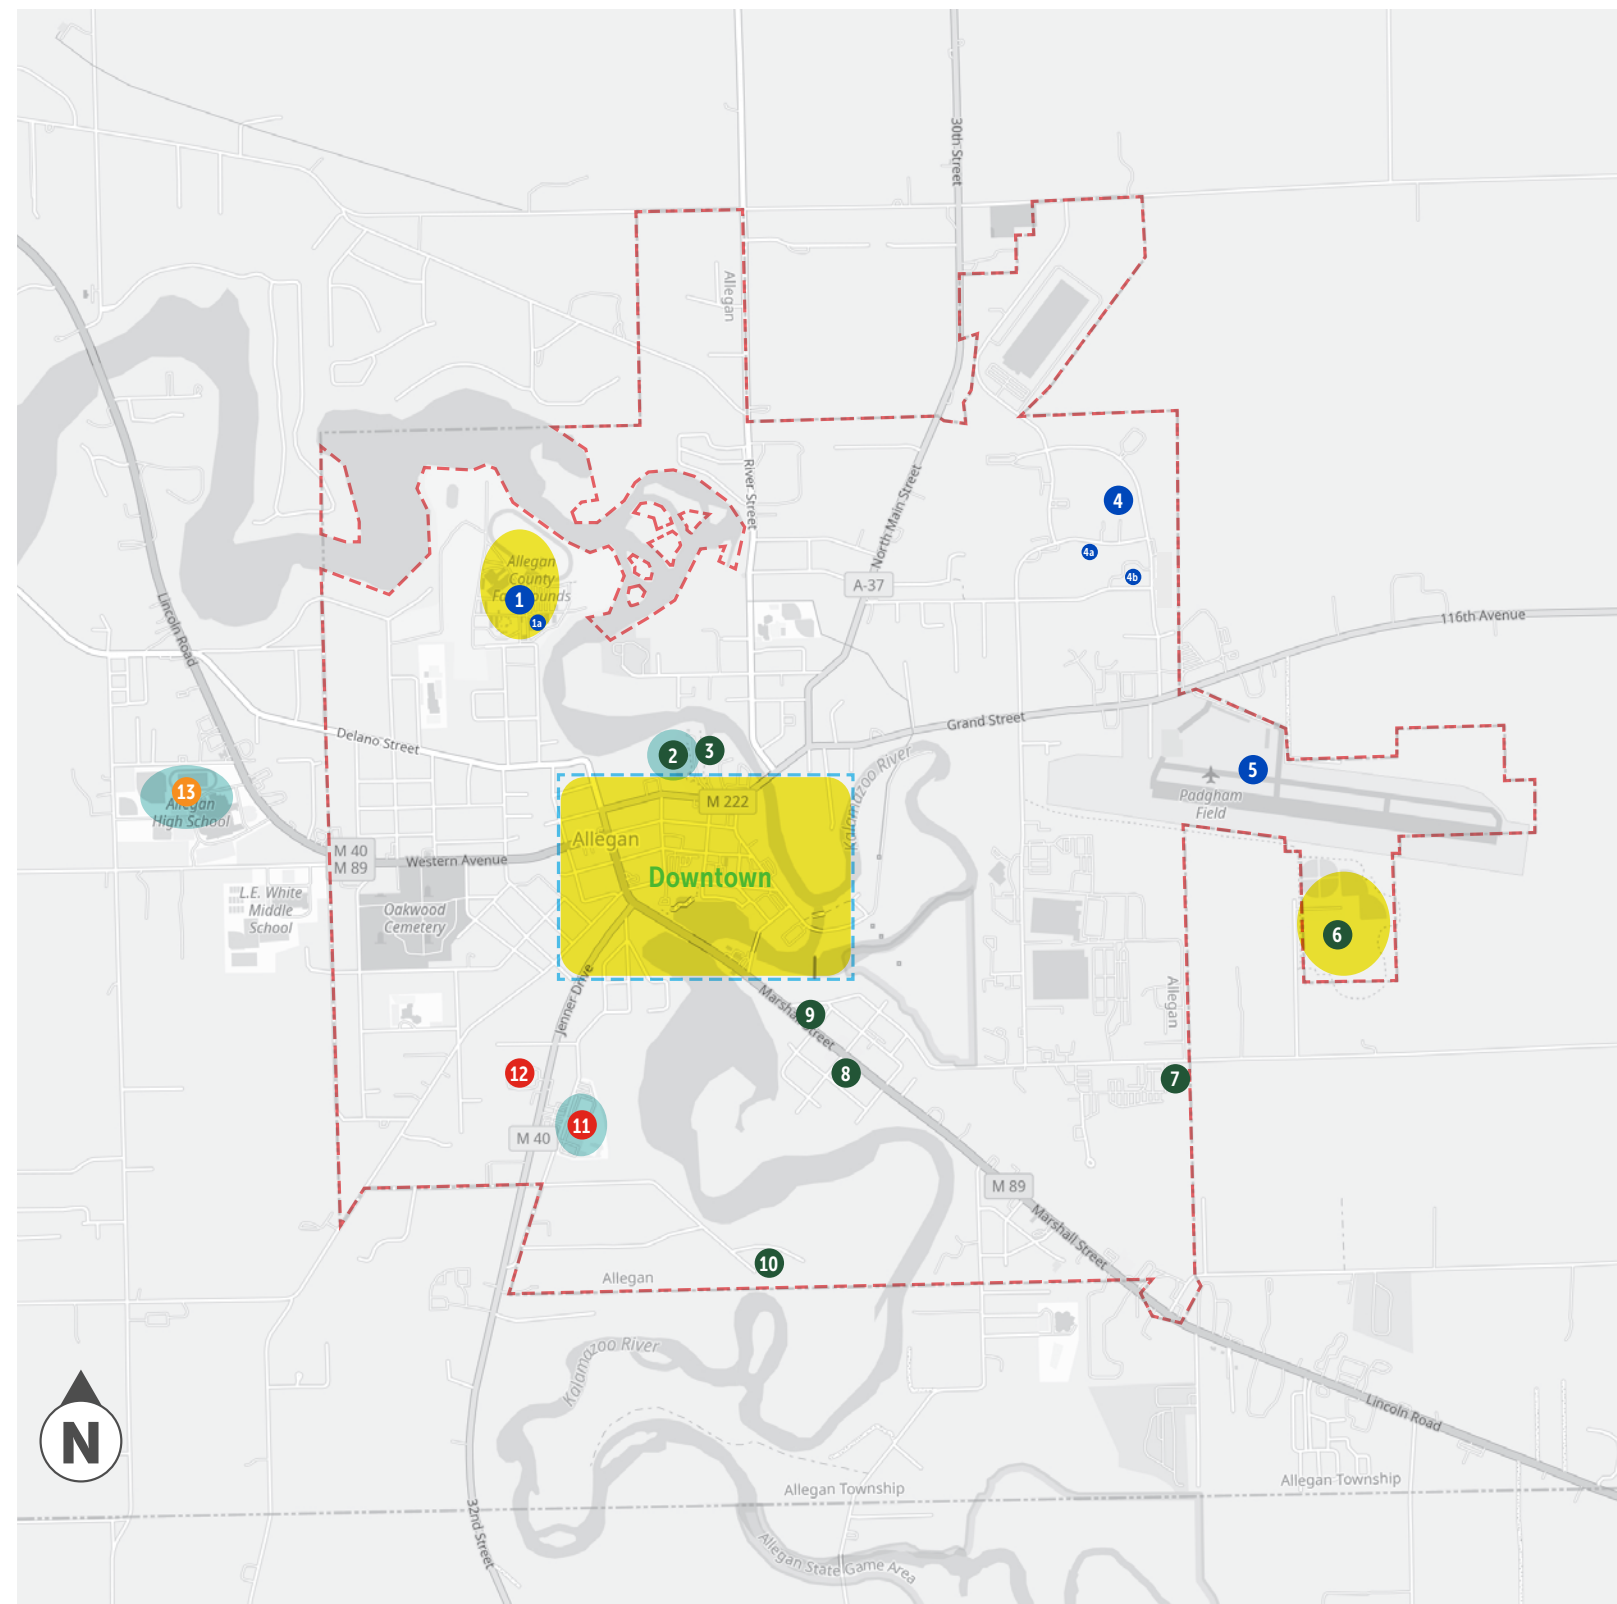 30th Street
Allegan
River Street
North Main Street
4
4a
4b
A-37
Allegan
County
Fairgrounds
1
1a
116th Avenue
Lincoln Road
Grand Street
Delano Street
2
3
Kalamazoo River
5
Padgham
Field
13
Allegan
High School
M 222
Allegan
M 40
M 89
Western Avenue
Downtown
L.E. White
Middle
School
Oakwood
Cemetery
6
Allegan
Jenner Drive
Marshall Street
9
8
7
12
11
M 40
M 89
Marshall Street
10
Allegan
Kalamazoo River
Lincoln Road
N
Allegan Township
Allegan Township
32nd Street
Allegan State Game Area